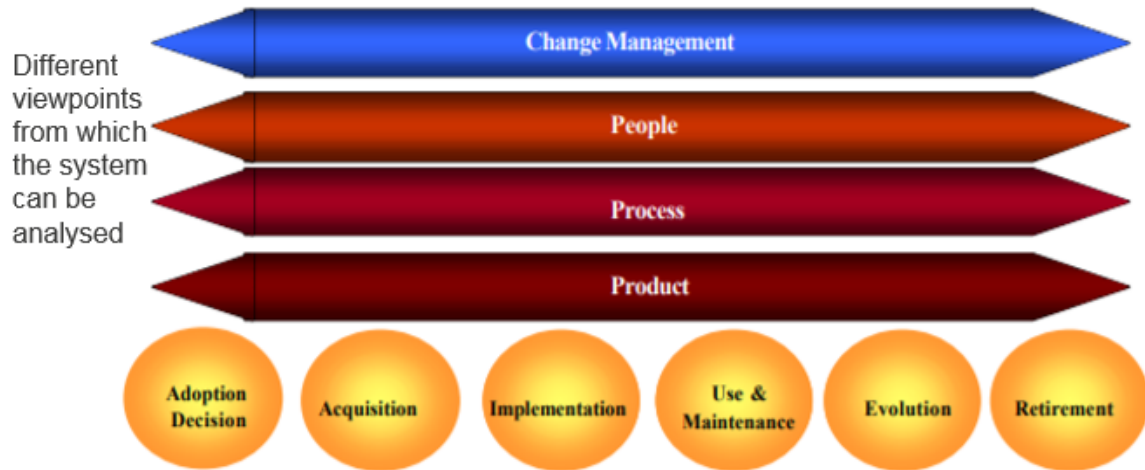 Change Management
Different
viewpoints
from which
the system
can be
analysed
People
Process
Product
Adoption
Decision
Acquisition
Implementation
Use &
Maintenance
Evolution
Retirement